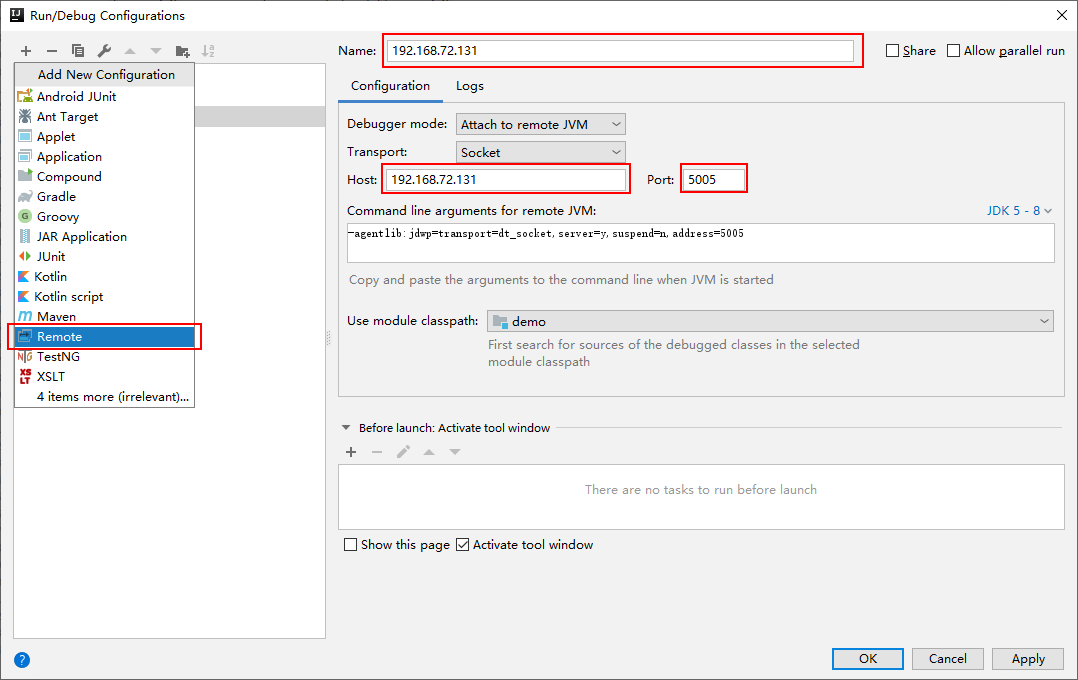 Run/Debug Configurations
Name: 192.168.72.131 Share Allow parallel run
Add New Configuration
Android JUnit
Ant Target
Applet
Application
Compound
Gradle
Groovy
JAR Application
JUnit
Kotlin
Kotlin script
Maven
Remote
TestNG
XSLT
4 items more (irrelevant)...
Configuration Logs
Debugger mode: Attach to remote JVM
Transport: Socket
Host: 192.168.72.131 Port: 5005
Command line arguments for remote JVM: JDK 5 - 8
-agentlib:jdwp=transport=dt_socket,server=y,suspend=n,address=5005
Copy and paste the arguments to the command line when JVM is started
Use module classpath: demo
First search for sources of the debugged classes in the selected
module classpath
Before launch: Activate tool window
There are no tasks to run before launch
Show this page Activate tool window
? OK Cancel Apply